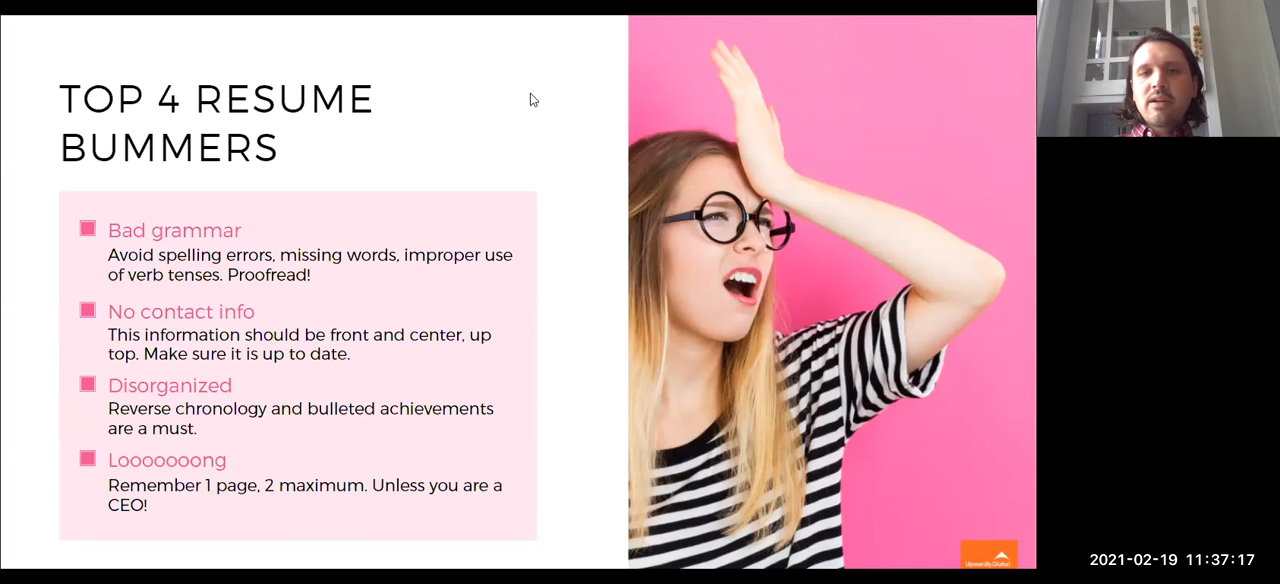 TOP 4 RESUME
BUMMERS
Bad grammar
Avoid spelling errors, missing words, improper use
of verb tenses. Proofread!
No contact info
This information should be front and center, up
top. Make sure it is up to date.
Disorganized
Reverse chronology and bulleted achievements
are a must.
Looooooong
Remember 1 page, 2 maximum. Unless you are a
CEO!
Upwardly Global
2021-02-19 11:37:17